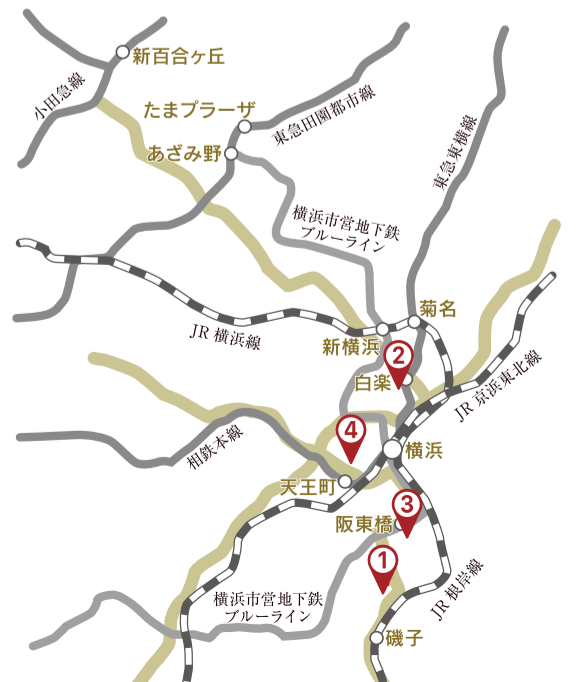 新百合ヶ丘
小田急線
たまプラーザ
東急田園都市線
あざみ野
東急東横線
横浜市営地下鉄
ブルーライン
菊名
JR 横浜線
新横浜
2
白楽
JR 京浜東北線
4
相鉄本線
横浜
天王町
3
阪東橋
1
横浜市営地下鉄
ブルーライン
JR 根岸線
磯子